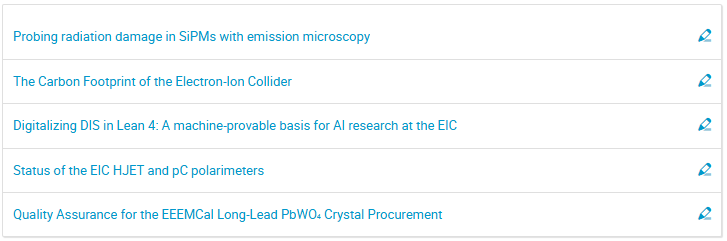 Probing radiation damage in SiPMs with emission microscopy
The Carbon Footprint of the Electron-Ion Collider
Digitalizing DIS in Lean 4: A machine-provable basis for AI research at the EIC
Status of the EIC HJET and pC polarimeters
Quality Assurance for the EEEMCal Long-Lead PbWO₄ Crystal Procurement